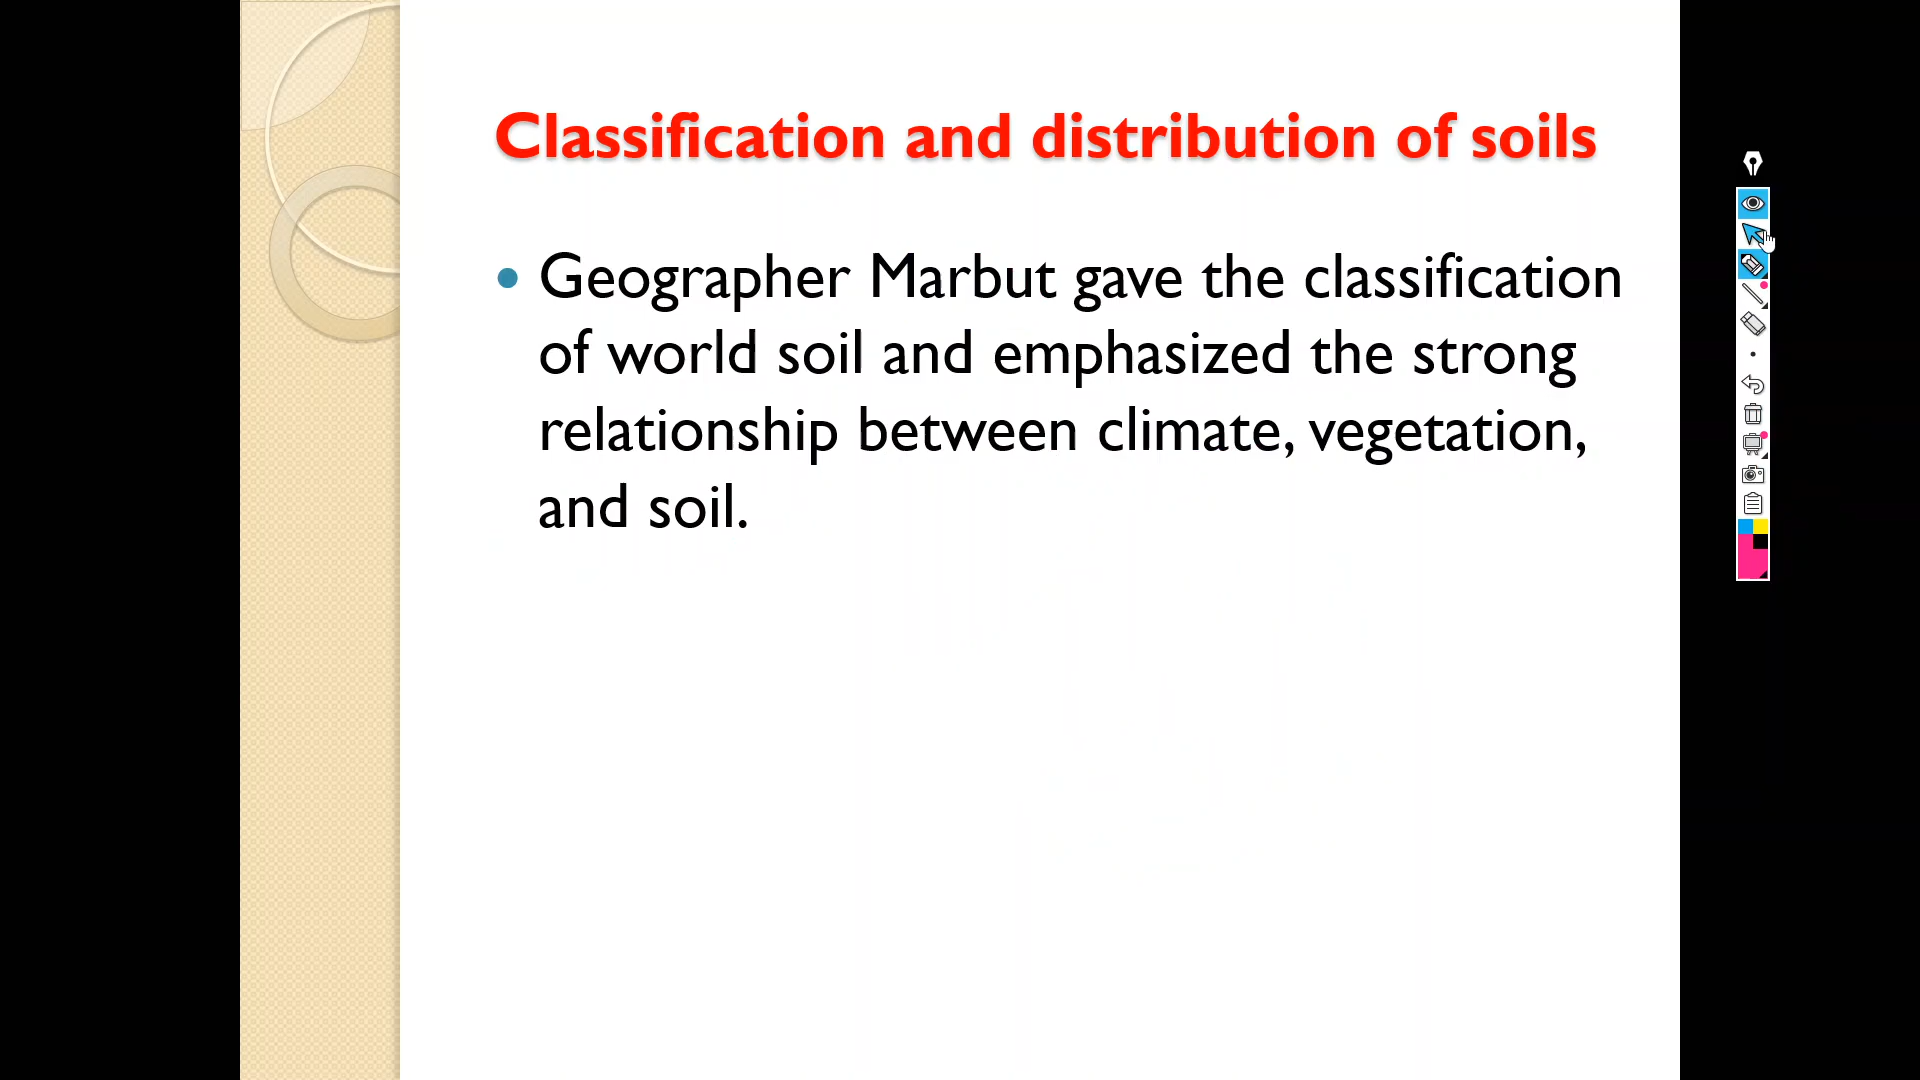 Classification and distribution of soils
• Geographer Marbut gave the classification
of world soil and emphasized the strong
relationship between climate, vegetation,
and soil.